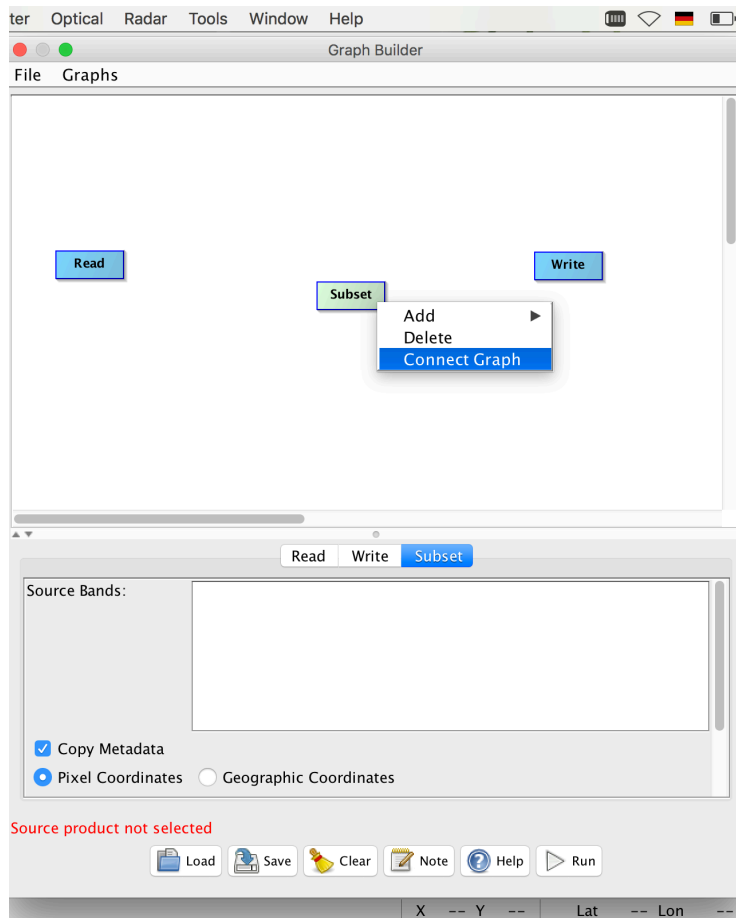 ter Optical Radar Tools Window Help
Graph Builder
File Graphs
Read
Write
Subset
Add
Delete
Connect Graph
Read Write Subset
Source Bands:
Copy Metadata
Pixel Coordinates Geographic Coordinates
Source product not selected
Load Save Clear Note Help Run
X -- Y -- Lat -- Lon --